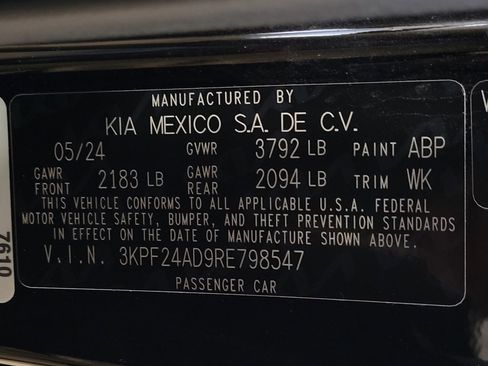 MANUFACTURED BY
KIA MEXICO S.A. DE C.V.
05/24 GVWR 3792 LB PAINT ABP
GAWR FRONT 2183 LB GAWR REAR 2094 LB TRIM WK
THIS VEHICLE CONFORMS TO ALL APPLICABLE U.S.A. FEDERAL
MOTOR VEHICLE SAFETY, BUMPER, AND THEFT PREVENTION STANDARDS
IN EFFECT ON THE DATE OF MANUFACTURE SHOWN ABOVE.
V.I.N. 3KPF24AD9RE798547
PASSENGER CAR
2610